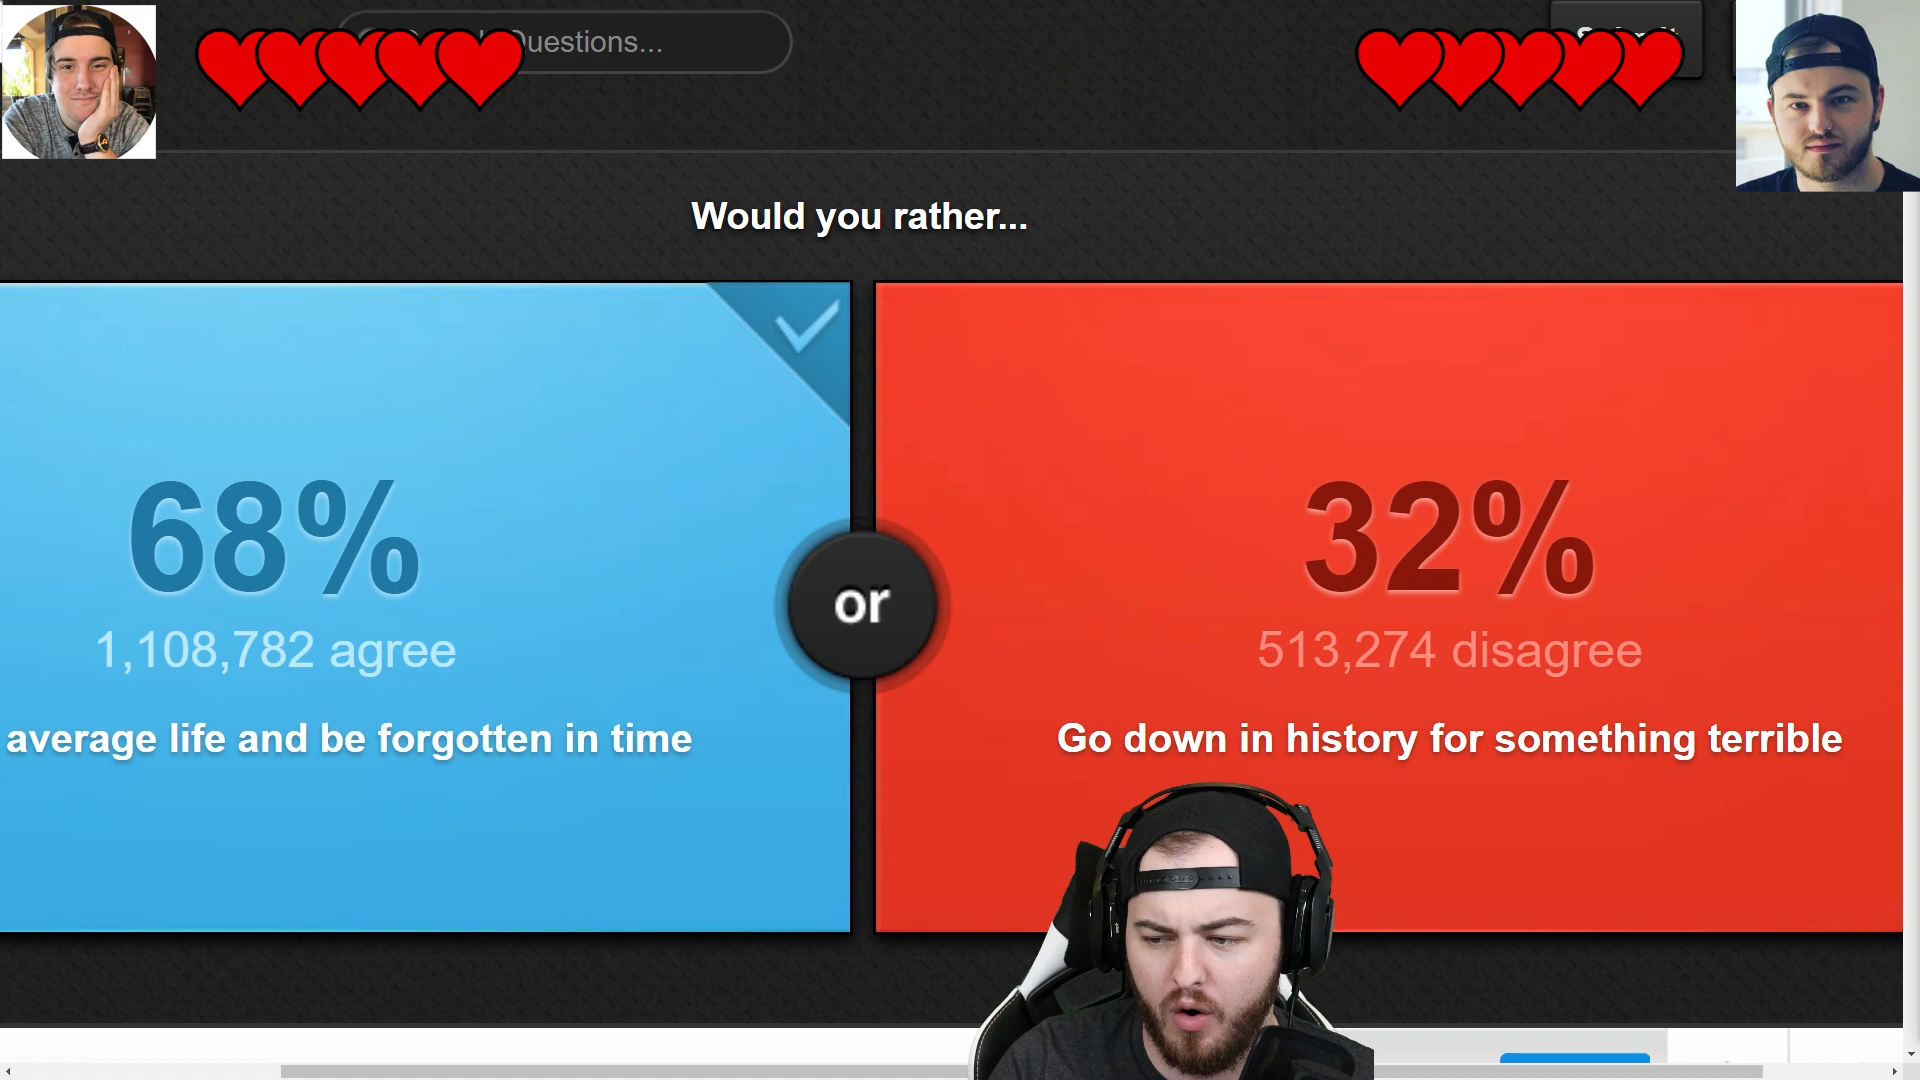 Questions...
Would you rather...
68%
1,108,782 agree
average life and be forgotten in time
or
32%
513,274 disagree
Go down in history for something terrible